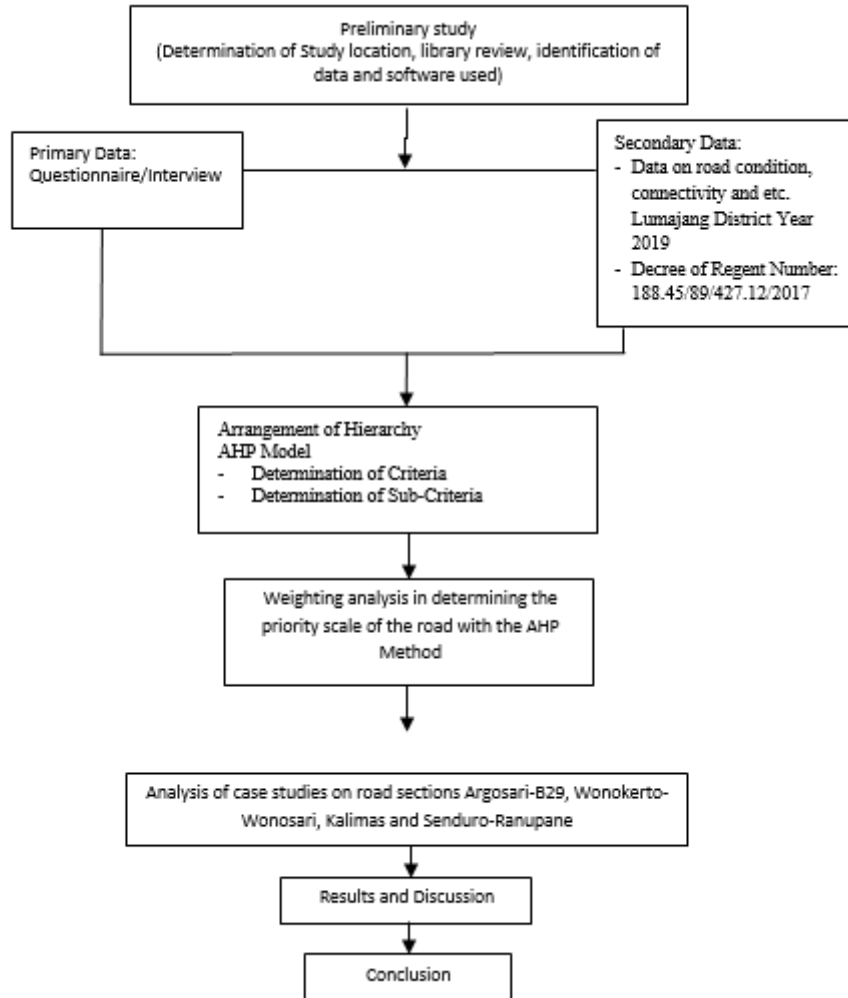 Preliminary study
(Determination of Study location, library review, identification of
data and software used)
Primary Data:
Questionnaire/Interview
Secondary Data:
- Data on road condition,
connectivity and etc.
Lumajang District Year
2019
- Decree of Regent Number:
188.45/89/427.12/2017
Arrangement of Hierarchy
AHP Model
- Determination of Criteria
- Determination of Sub-Criteria
Weighting analysis in determining the
priority scale of the road with the AHP
Method
Analysis of case studies on road sections Argosari-B29, Wonokerto-
Wonosari, Kalimas and Senduro-Ranupane
Results and Discussion
Conclusion